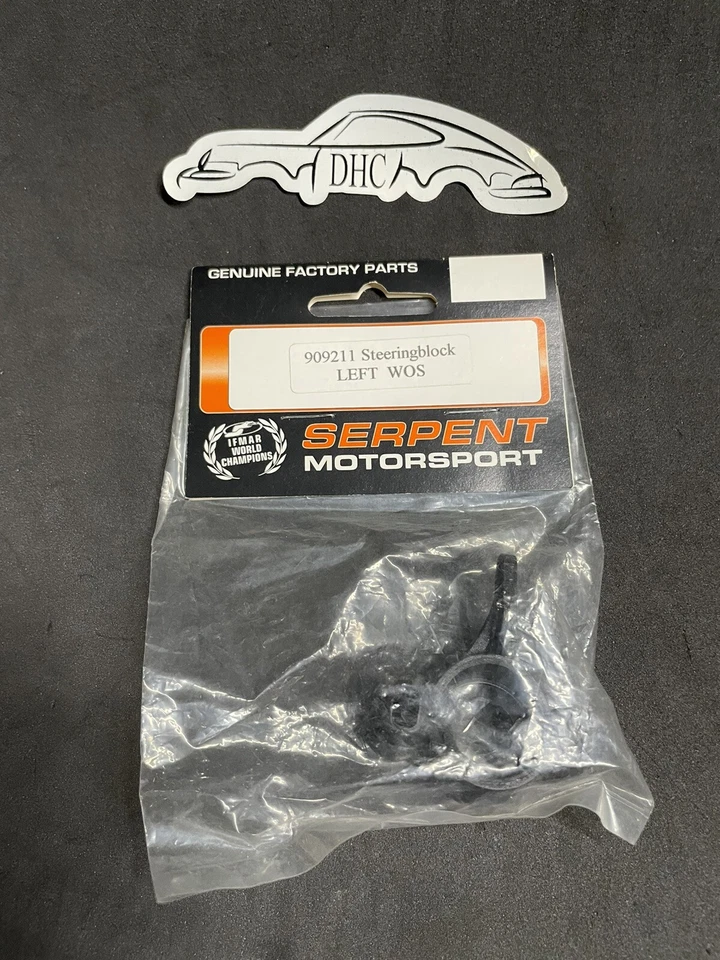 DHC
GENUINE FACTORY PARTS
909211 Steeringblock
LEFT WOS
IFMAR
WORLD
CHAMPIONS
SERPENT
MOTORSPORT